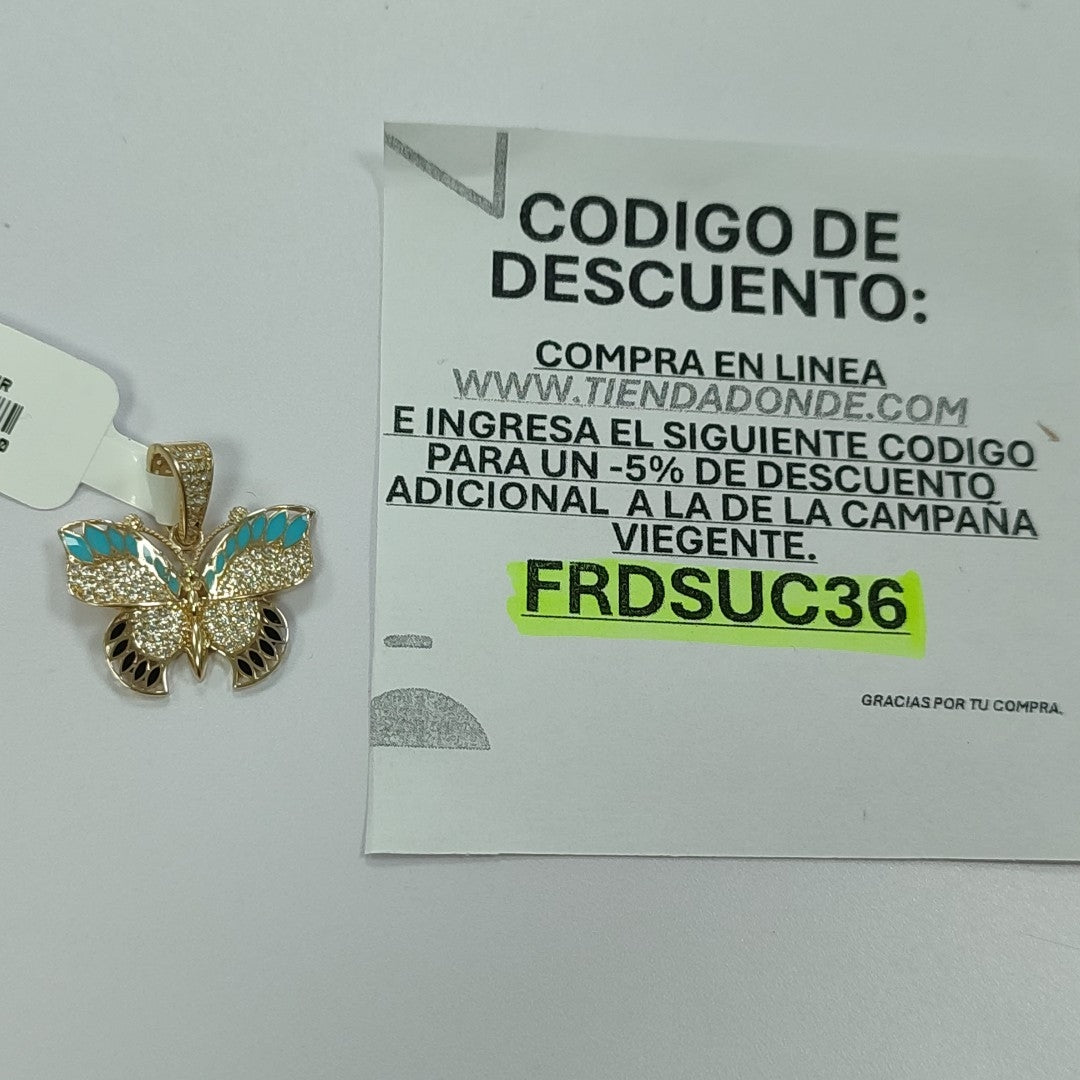 CODIGO DE
DESCUENTO:
COMPRA EN LINEA
WWW.TIENDADONDE.COM
E INGRESA EL SIGUIENTE CODIGO
PARA UN -5% DE DESCUENTO
ADICIONAL A LA DE LA CAMPAÑA
VIEGENTE.
FRDSUC36
GRACIAS POR TU COMPRA.